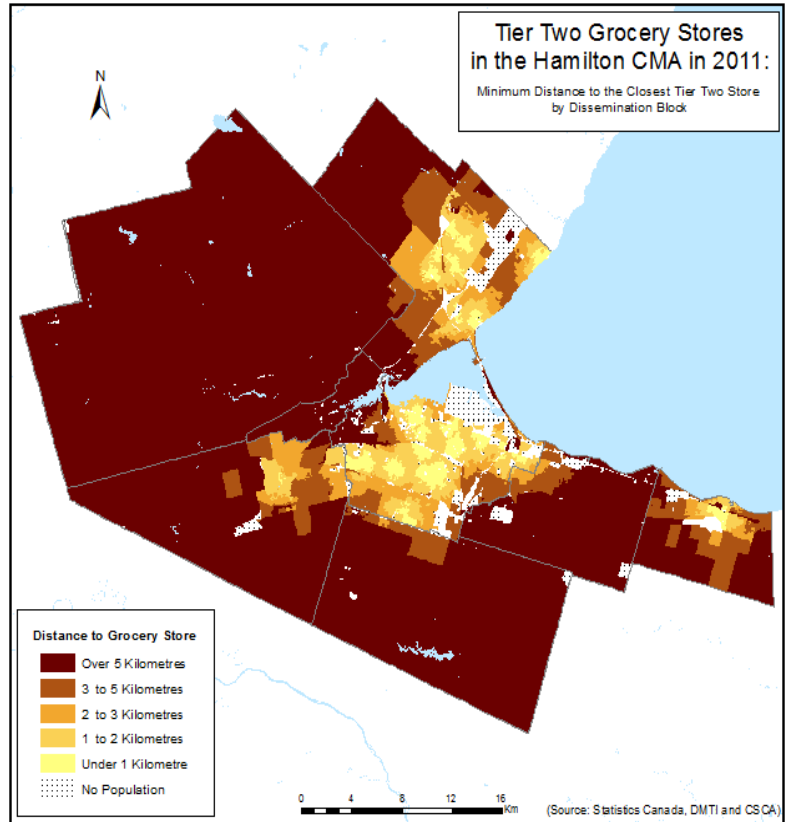 Tier Two Grocery Stores
in the Hamilton CMA in 2011:
Minimum Distance to the Closest Tier Two Store
by Dissemination Block
N
Distance to Grocery Store
Over 5 Kilometres
3 to 5 Kilometres
2 to 3 Kilometres
1 to 2 Kilometres
Under 1 Kilometre
No Population
0 4 8 12 16
Km
(Source: Statistics Canada, DMTI and CSCA)